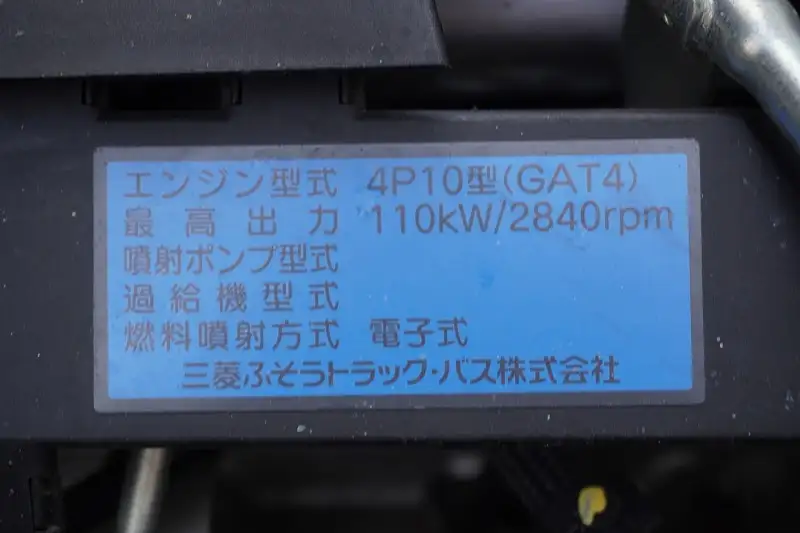 エンジン型式 4P10型(GAT4)
最高出力 110kW/2840rpm
噴射ポンプ型式
過給機型式
燃料噴射方式 電子式
三菱ふそうトラック・バス株式会社